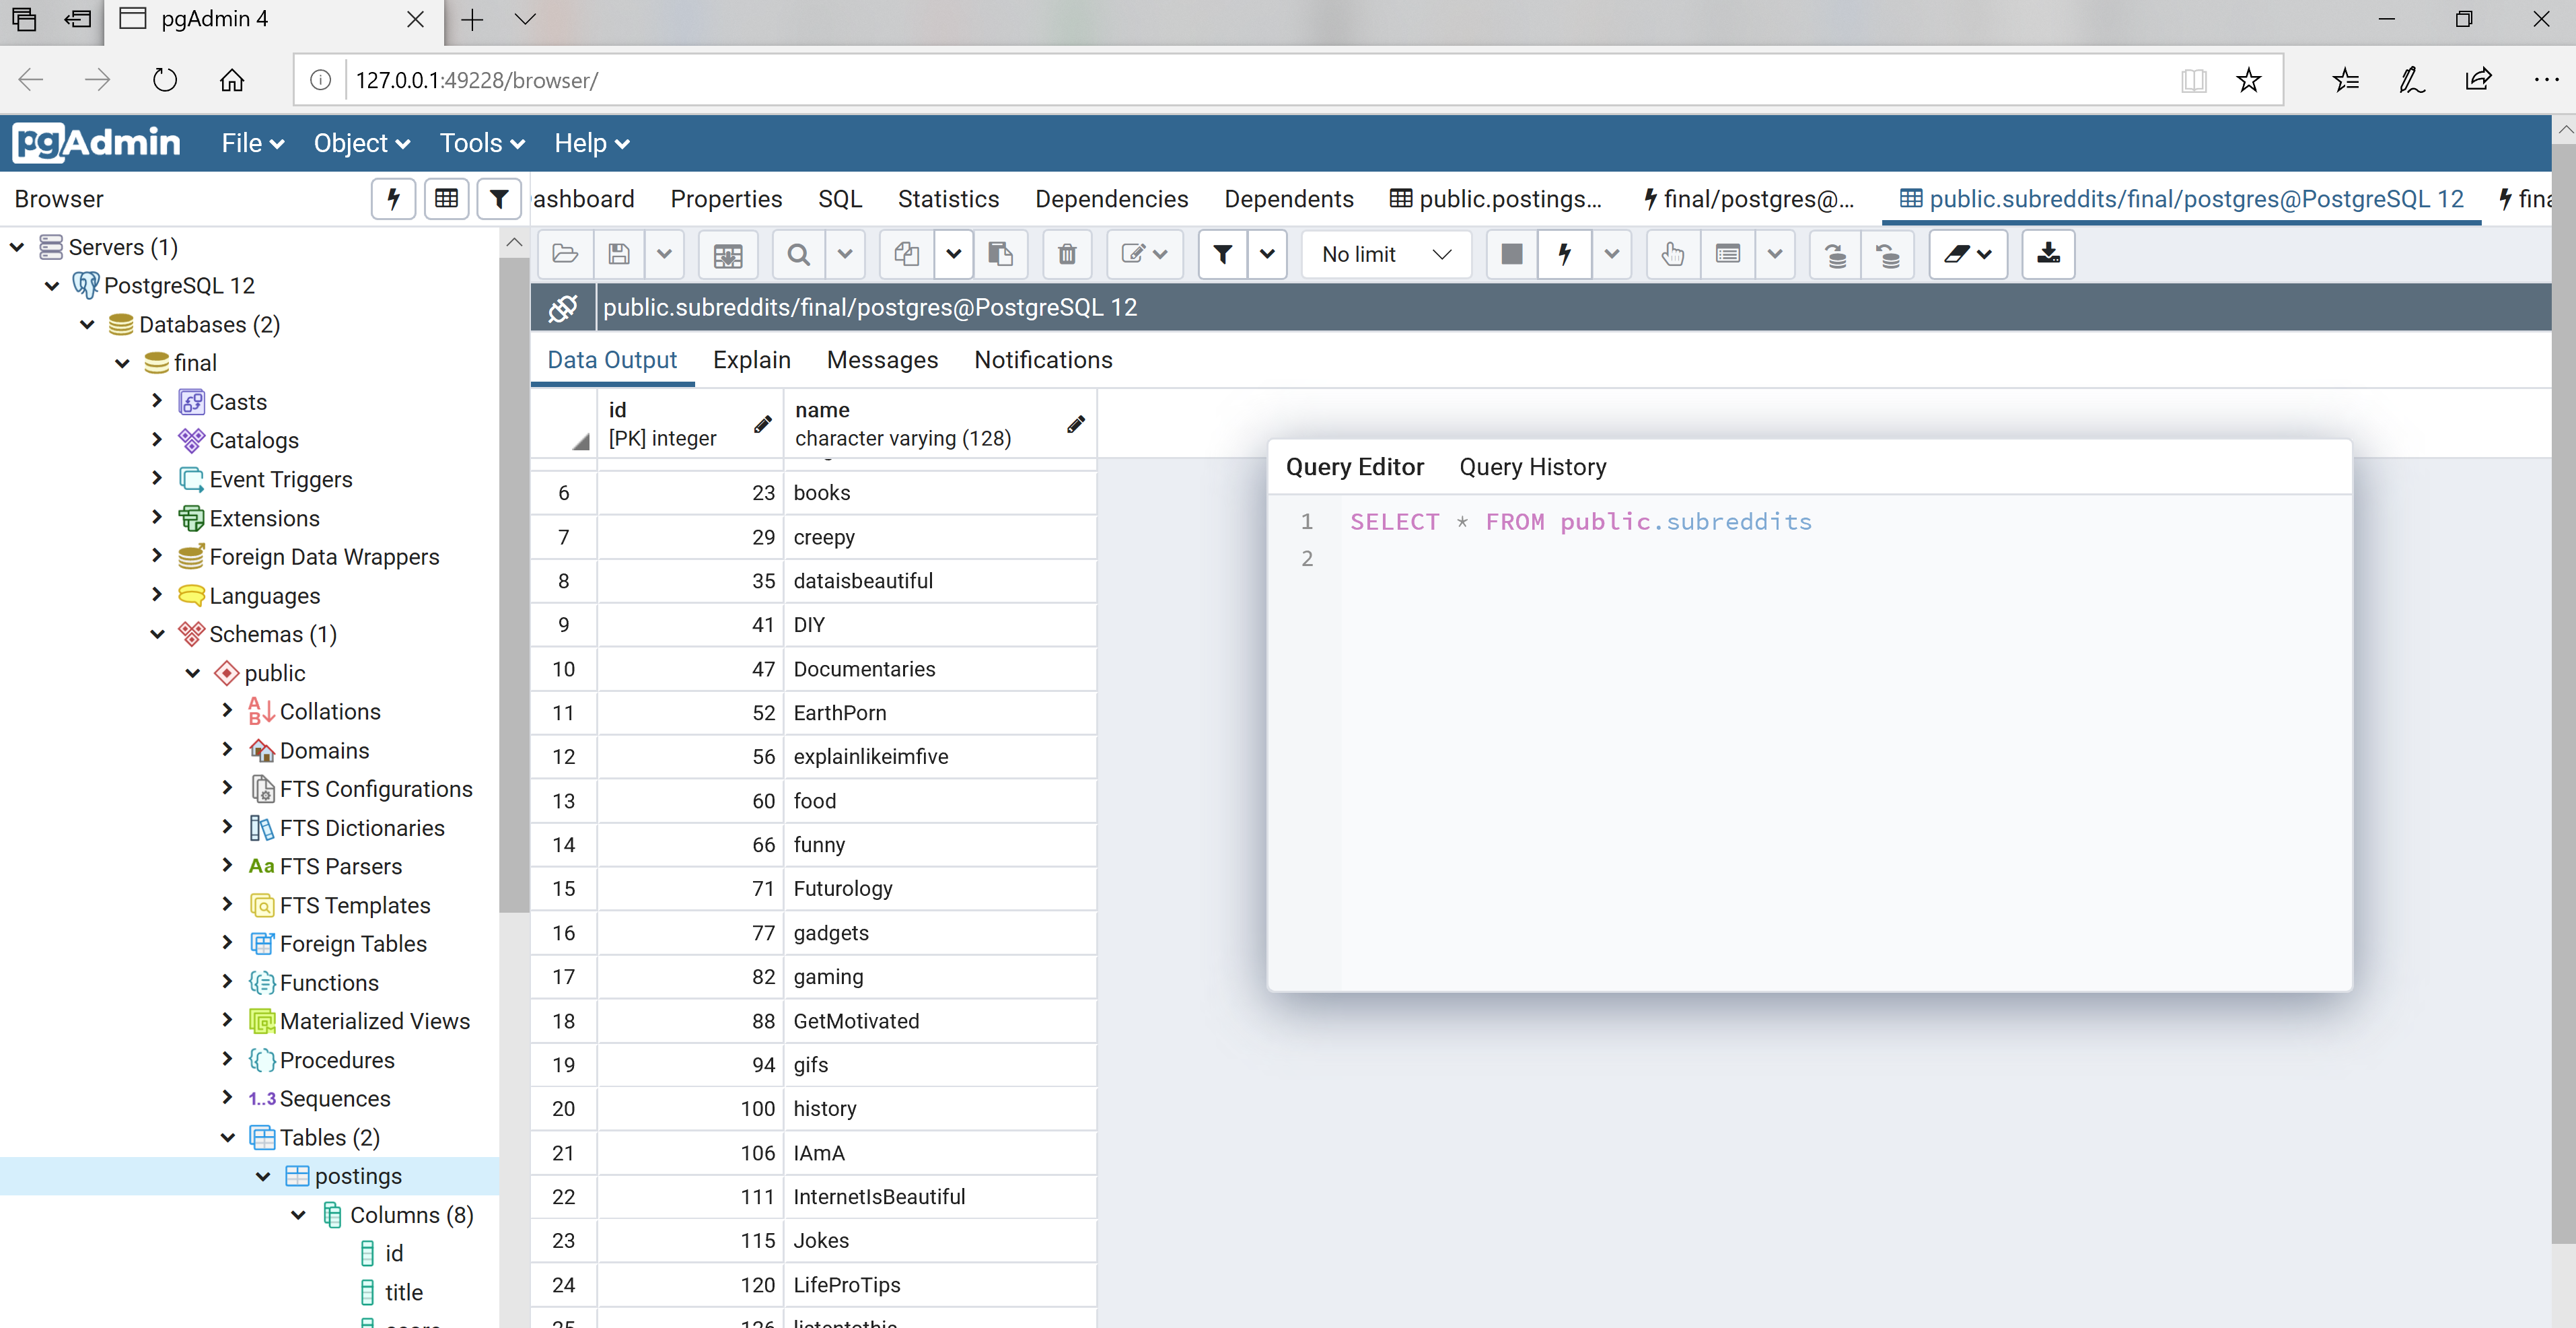 pgAdmin 4
127.0.0.1:49228/browser/
pgAdmin File Object Tools Help
Browser
ashboard Properties SQL Statistics Dependencies Dependents public.postings... final/postgres@... public.subreddits/final/postgres@PostgreSQL 12 fin
No limit
public.subreddits/final/postgres@PostgreSQL 12
Data Output Explain Messages Notifications
Servers (1)
PostgreSQL 12
Databases (2)
final
Casts
Catalogs
Event Triggers
Extensions
Foreign Data Wrappers
Languages
Schemas (1)
public
A B Collations
Domains
FTS Configurations
FTS Dictionaries
Aa FTS Parsers
FTS Templates
Foreign Tables
Functions
Materialized Views
Procedures
1..3 Sequences
Tables (2)
postings
Columns (8)
id
title
id name
[PK] integer character varying (128)
6 23 books
7 29 creepy
8 35 dataisbeautiful
9 41 DIY
10 47 Documentaries
11 52 EarthPorn
12 56 explainlikeimfive
13 60 food
14 66 funny
15 71 Futurology
16 77 gadgets
17 82 gaming
18 88 GetMotivated
19 94 gifs
20 100 history
21 106 IAmA
22 111 InternetIsBeautiful
23 115 Jokes
24 120 LifeProTips
Query Editor Query History
1 SELECT * FROM public.subreddits
2